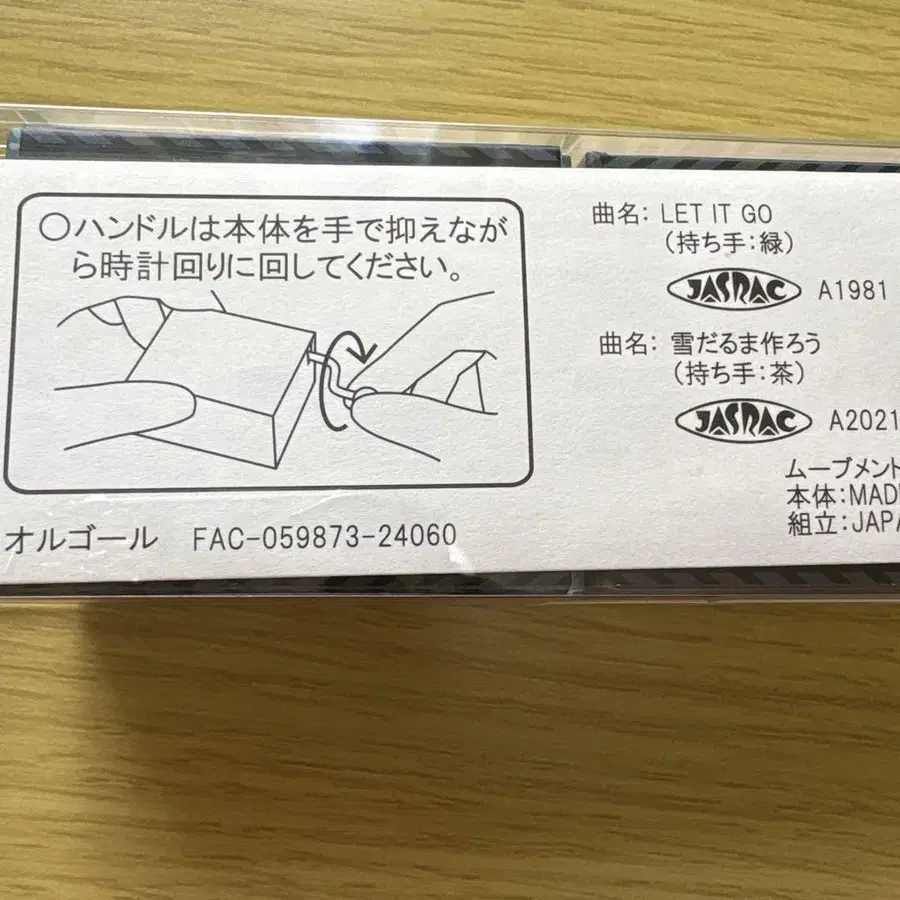 ○ハンドルは本体を手で抑えなが
ら時計回りに回してください。
オルゴール FAC-059873-24060
曲名: LET IT GO
(持ち手:緑)
JASRAC A1981
曲名: 雪だるま作ろう
(持ち手:茶)
JASRAC A2021
ムーブメント
本体:MAD
組立:JAPA